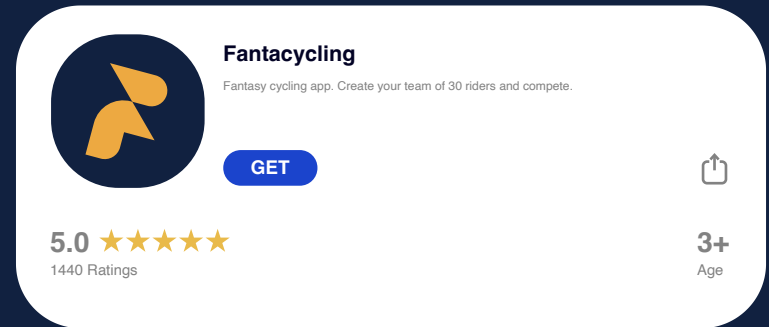 Fantacycling
Fantasy cycling app. Create your team of 30 riders and compete.
GET
5.0
1440 Ratings
3+
Age